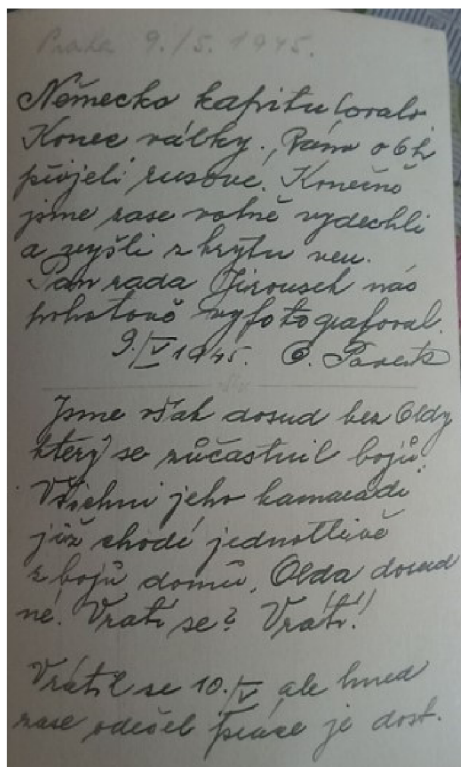 Praha 9./5. 1945.
Německo kapitulovalo
Konec války. Ráno o 6 h
přijeli rusové. Konečně
jsme zase volně vydechli
a vyšli z krytu ven.
Pan rada Jirousek nás
pohotově vyfotografoval.
9./V 1945. O.
Jsme však dosud bez Oldy
který se zůčastnil bojů.
Všichni jeho kamarádi
již chodí jednotlivě
z bojů domů, Olda dosud
ne. Vrátí se? Vrátí!
Vrátil se 10./V ale hned
zase odešel práce je dost.